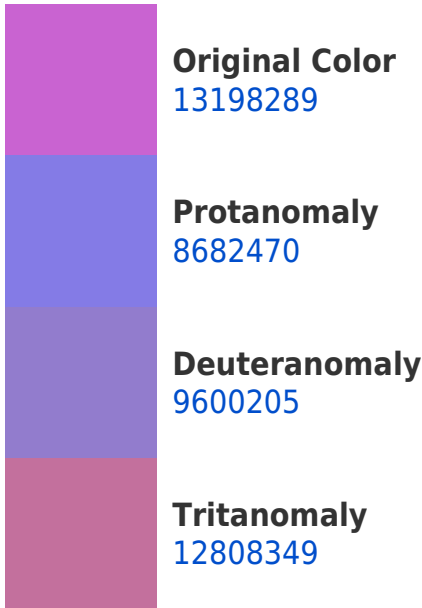 Original Color
13198289
Protanomaly
8682470
Deuteranomaly
9600205
Tritanomaly
12808349